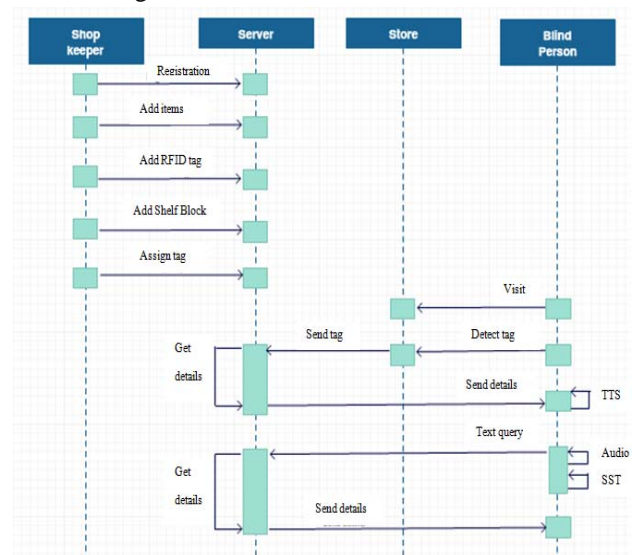 Shop
keeper
Server
Store
Blind
Person
Registration
Add items
Add RFID tag
Add Shelf Block
Assign tag
Visit
Send tag
Detect tag
Get
details
Send details
TTS
Text query
Audio
SST
Get
details
Send details